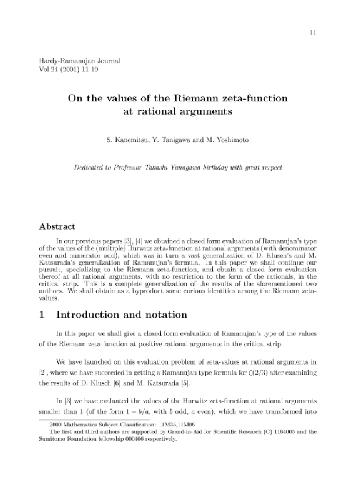 11
Hardy-Ramanujan Journal
Vol 24 (2001) 11-19
On the values of the Riemann zeta-function
at rational arguments
S. Kanemitsu, Y. Tanigawa and M. Yoshimoto
Dedicated to Professor birthday with great respect
Abstract
In our previous papers [3], [4] we obtained a closed form evaluation of Ramanujan's type
of the values of the (multiple) Hurwitz zeta-function at rational arguments (with denominator
even and numerator odd), which was in turn a vast generalization of D. Klusch's and M.
Katsurada's generalization of Ramanujan's formula. In this paper we shall continue our
pursuit, specializing to the Riemann zeta-function, and obtain a closed form evaluation
thereof at all rational arguments, with no restriction to the form of the rationals, in the
critical strip. This is a complete generalization of the results of the aforementioned two
authors. We shall obtain as a byproduct some curious identities among the Riemann zeta-
values.
1 Introduction and notation
In this paper we shall give a closed form evaluation of Ramanujan's type of the values
of the Riemann zeta function at positive rational arguments in the critical strip.
We have launched on this evaluation problem of zeta-values at rational arguments in
[2], where we have succeeded in getting a Ramanujan type formula for ζ(2/3) after examining
the results of D. Klusch [6] and M. Katsurada [5].
In [3] we have evaluated the values of the Hurwitz zeta-function at rational arguments
smaller than 1 (of the form 1 − b/a, with b odd, a even), which we have transformed into
2000 Mathematics Subject Classification:
The first and third authors are supported by Grant-in-Aid for Scientific Research (C) and the
Sumitomo Foundation fellowship respectively.